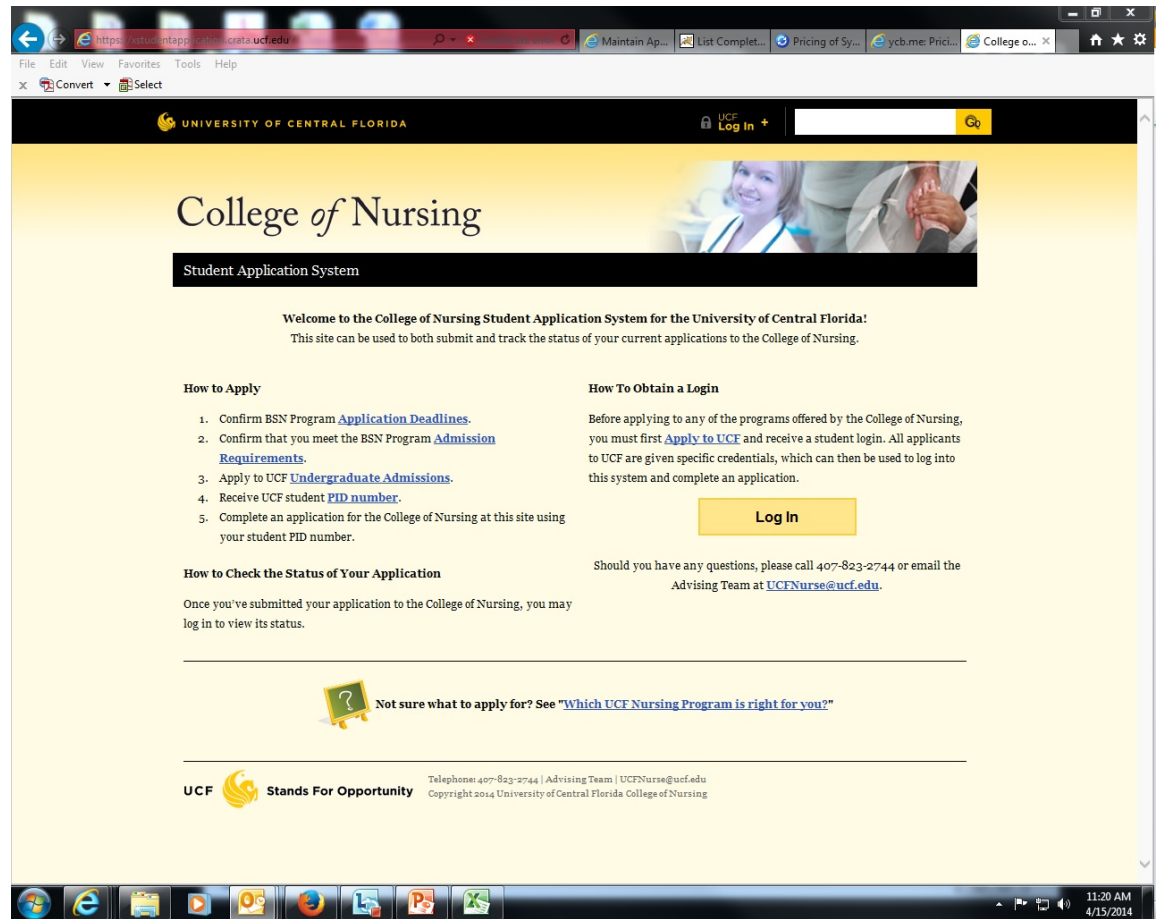 https://xstudentapplication.crata.ucf.edu
Maintain Ap...
List Complet...
Pricing of Sy...
ycb.me: Prici...
College o...
File Edit View Favorites Tools Help
x Convert Select
UNIVERSITY OF CENTRAL FLORIDA
UCF
Log In +
Go
College of Nursing
Student Application System
Welcome to the College of Nursing Student Application System for the University of Central Florida!
This site can be used to both submit and track the status of your current applications to the College of Nursing.
How to Apply
1. Confirm BSN Program Application Deadlines.
2. Confirm that you meet the BSN Program Admission
Requirements.
3. Apply to UCF Undergraduate Admissions.
4. Receive UCF student PID number.
5. Complete an application for the College of Nursing at this site using
your student PID number.
How to Check the Status of Your Application
Once you've submitted your application to the College of Nursing, you may
log in to view its status.
How To Obtain a Login
Before applying to any of the programs offered by the College of Nursing,
you must first Apply to UCF and receive a student login. All applicants
to UCF are given specific credentials, which can then be used to log into
this system and complete an application.
Log In
Should you have any questions, please call 407-823-2744 or email the
Advising Team at UCFNurse@ucf.edu.
?
Not sure what to apply for? See "Which UCF Nursing Program is right for you?"
UCF Stands For Opportunity
Telephone: 407-823-2744 | Advising Team | UCFNurse@ucf.edu
Copyright 2014 University of Central Florida College of Nursing
11:20 AM
4/15/2014